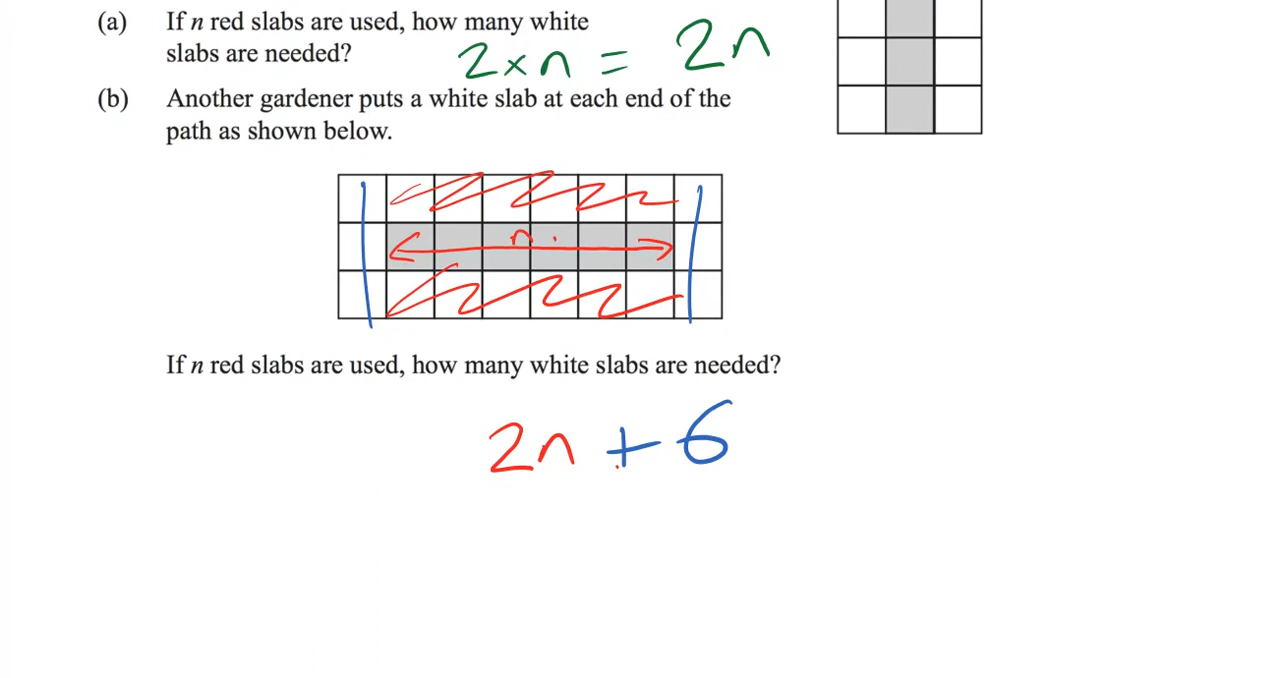 (a) If n red slabs are used, how many white
slabs are needed?
2 × n = 2n
(b) Another gardener puts a white slab at each end of the
path as shown below.
n
If n red slabs are used, how many white slabs are needed?
2n + 6